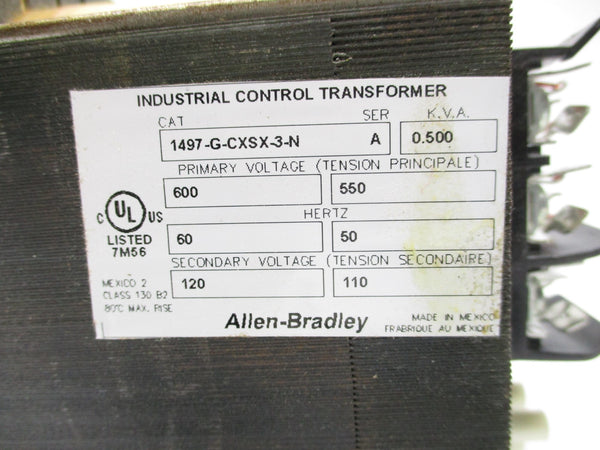 INDUSTRIAL CONTROL TRANSFORMER
CAT SER K.V.A.
1497-G-CXSX-3-N A 0.500
PRIMARY VOLTAGE (TENSION PRINCIPALE)
600 550
HERTZ
60 50
SECONDARY VOLTAGE (TENSION SECONDAIRE)
120 110
C UL US
LISTED
7M56
MEXICO 2
CLASS 130 B2
80°C MAX. RISE
Allen-Bradley
MADE IN MEXICO
FRABRIQUE AU MEXIQUE